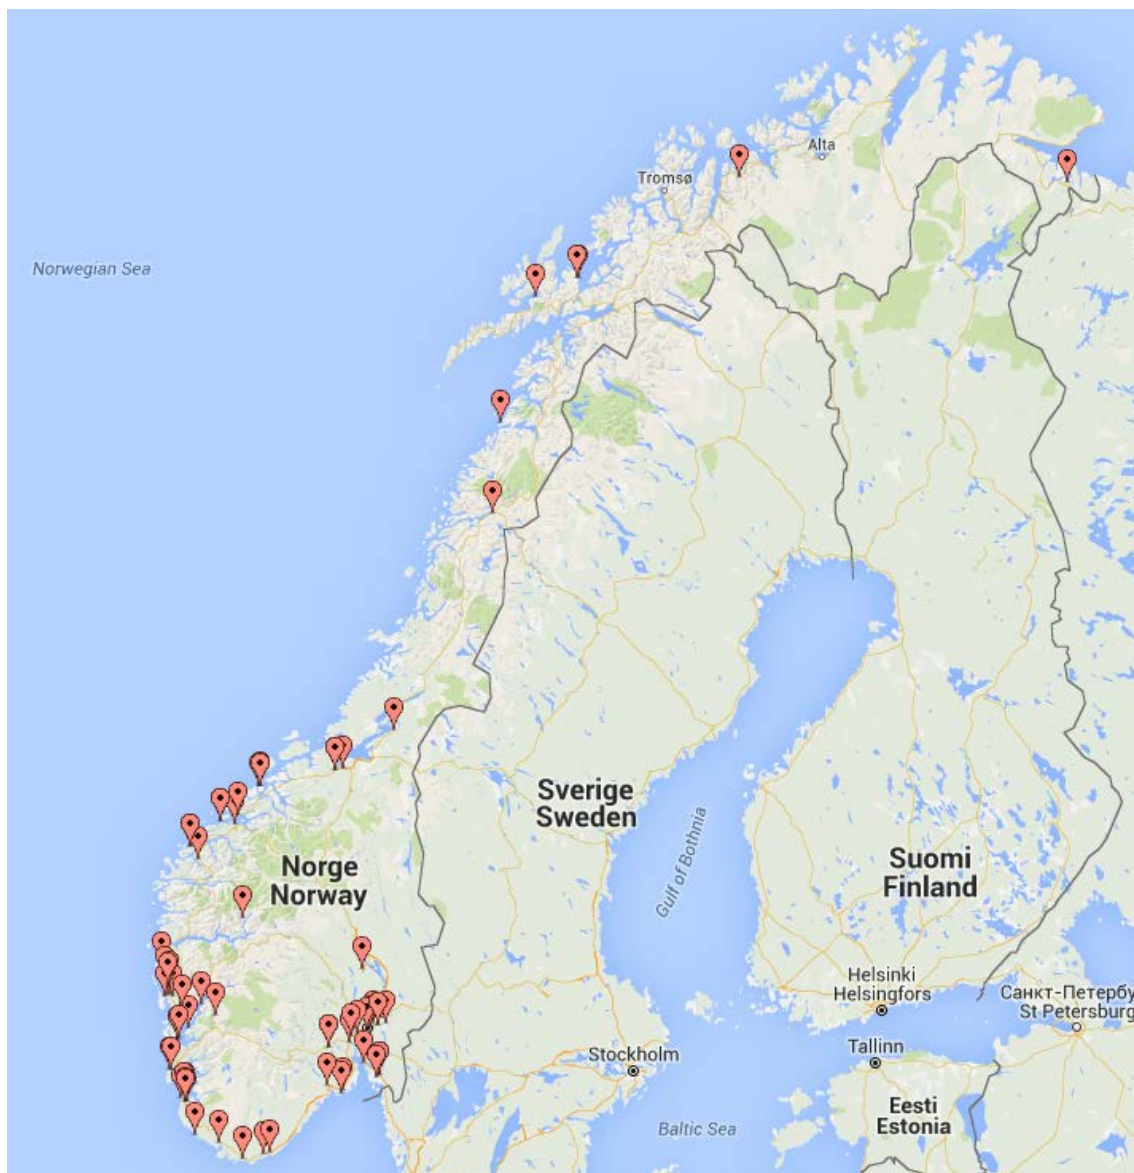 Alta
Tromsø
Norwegian Sea
Sverige
Sweden
Gulf of Bothnia
Norge
Norway
Suomi
Finland
Helsinki
Helsingfors
Санкт-Петербу
St Petersburg
Stockholm
Tallinn
Eesti
Estonia
Baltic Sea